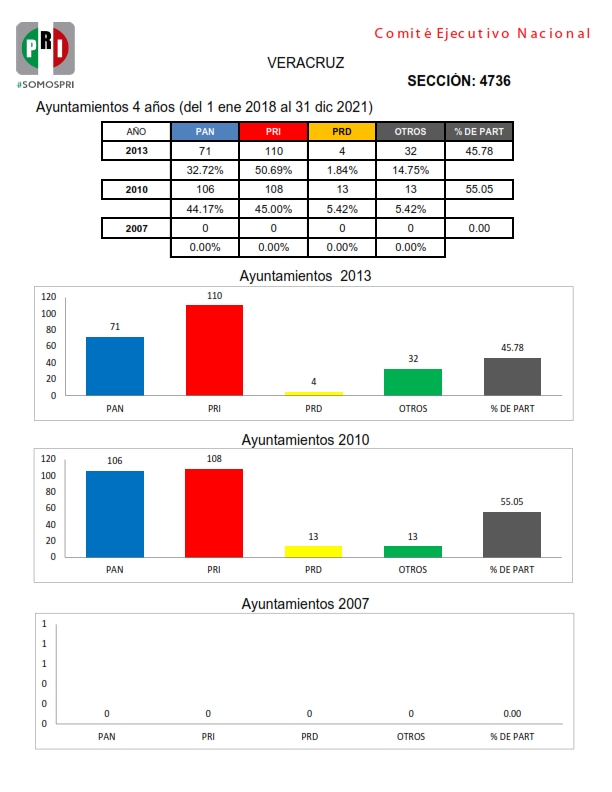 Comité Ejecutivo Nacional
PRI
#SOMOSPRI
VERACRUZ
SECCIÓN: 4736
Ayuntamientos 4 años (del 1 ene 2018 al 31 dic 2021)
AÑO PAN PRI PRD OTROS % DE PART
2013 71 110 4 32 45.78
32.72% 50.69% 1.84% 14.75%
2010 106 108 13 13 55.05
44.17% 45.00% 5.42% 5.42%
2007 0 0 0 0 0.00
0.00% 0.00% 0.00% 0.00%
Ayuntamientos 2013
120
100
80
60
40
20
0
71 110 4 32 45.78
PAN PRI PRD OTROS % DE PART
Ayuntamientos 2010
120
100
80
60
40
20
0
106 108 13 13 55.05
PAN PRI PRD OTROS % DE PART
Ayuntamientos 2007
1
1
1
0
0
0
0 0 0 0 0.00
PAN PRI PRD OTROS % DE PART